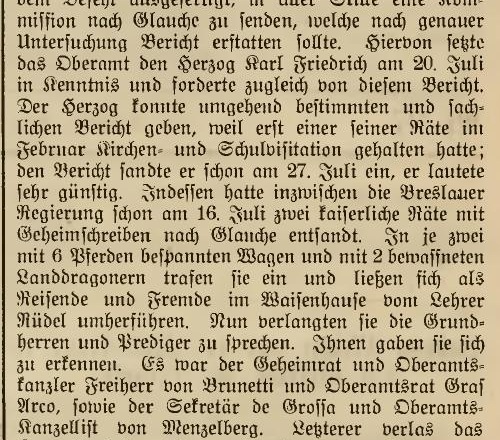 dem Befehl ausgefertigt, in aller Stille eine Kom-
mission nach Glauche zu senden, welche nach genauer
Untersuchung Bericht erstatten sollte. Hiervon setzte
das Oberamt den Herzog Karl Friedrich am 20. Juli
in Kenntnis und forderte zugleich von diesem Bericht.
Der Herzog konnte umgehend bestimmten und sach-
lichen Bericht geben, weil erst einer seiner Räte im
Februar Kirchen- und Schulvisitation gehalten hatte;
den Bericht sandte er schon am 27. Juli ein, er lautete
sehr günstig. Indessen hatte inzwischen die Breslauer
Regierung schon am 16. Juli zwei kaiserliche Räte mit
Geheimschreiben nach Glauche entsandt. In je zwei
mit 6 Pferden bespannten Wagen und mit 2 bewaffneten
Landdragonern trafen sie ein und ließen sich als
Reisende und Fremde im Waisenhause vom Lehrer
Rüdel umherführen. Nun verlangten sie die Grund-
herren und Prediger zu sprechen. Ihnen gaben sie sich
zu erkennen. Es war der Geheimrat und Oberamts-
kanzler Freiherr von Brunetti und Oberamtsrat Graf
Arco, sowie der Sekretär de Grossa und Oberamts-
Kanzellist von Menzelberg. Letzterer verlas das